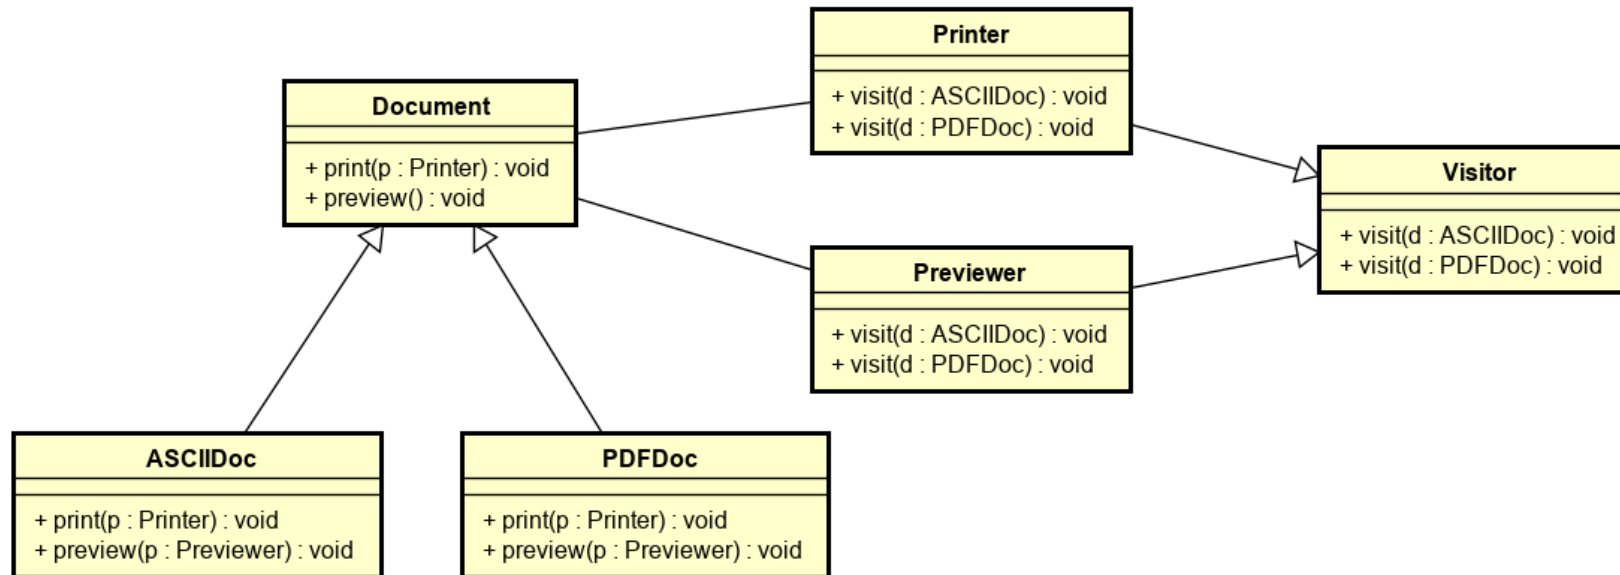 Printer
+ visit(d : ASCIIDoc) : void
+ visit(d : PDFDoc) : void
Document
+ print(p : Printer) : void
+ preview() : void
Visitor
+ visit(d : ASCIIDoc) : void
+ visit(d : PDFDoc) : void
Previewer
+ visit(d : ASCIIDoc) : void
+ visit(d : PDFDoc) : void
ASCIIDoc
+ print(p : Printer) : void
+ preview(p : Previewer) : void
PDFDoc
+ print(p : Printer) : void
+ preview(p : Previewer) : void